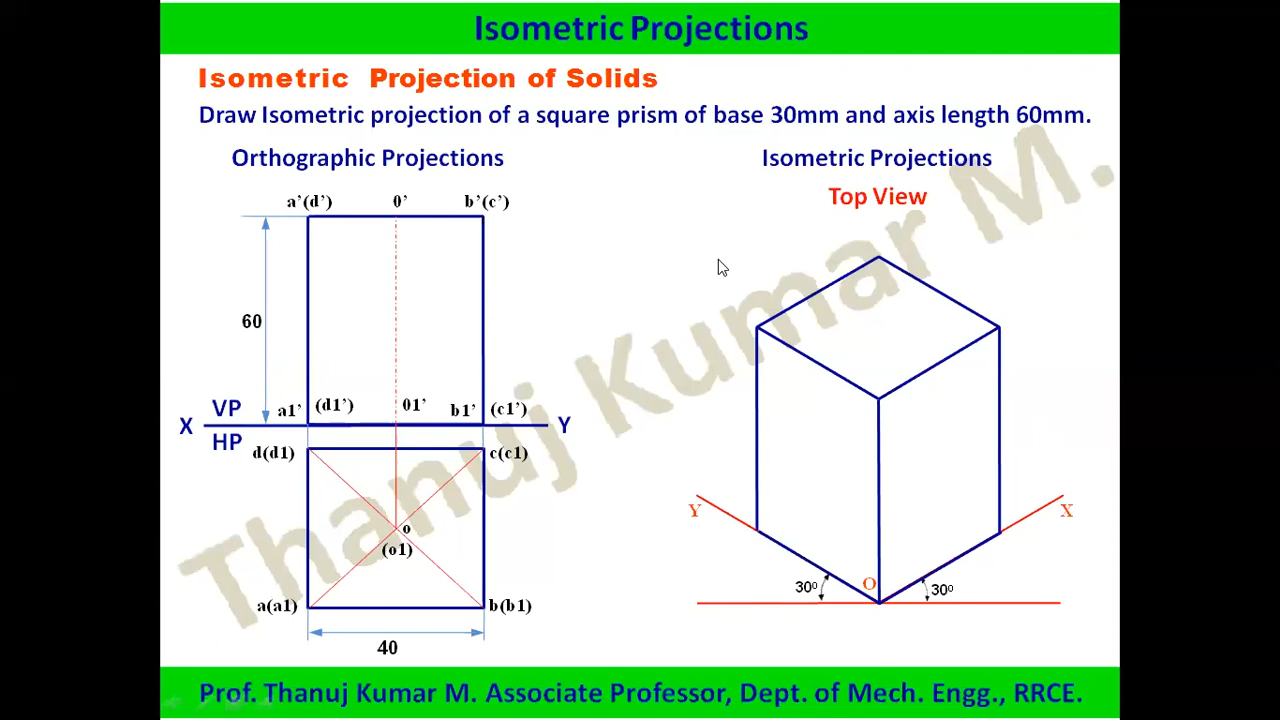 Isometric Projections
Isometric Projection of Solids
Draw Isometric projection of a square prism of base 30mm and axis length 60mm.
Orthographic Projections
Isometric Projections
Top View
a’(d’) 0’ b’(c’)
60
a1’ (d1’) 01’ b1’ (c1’)
X VP Y
HP
d(d1) c(c1)
o
(o1)
a(a1) b(b1)
40
Y X
O
30⁰ 30⁰
Thanuj Kumar M.
Prof. Thanuj Kumar M. Associate Professor, Dept. of Mech. Engg., RRCE.